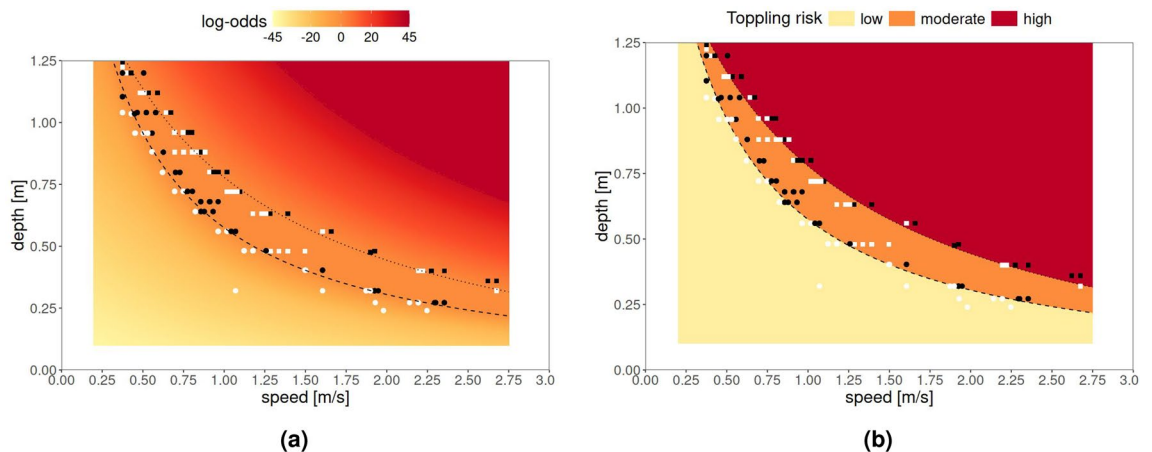 log-odds
-45 -20 0 20 45
Toppling risk low moderate high
depth [m]
1.25
1.00
0.75
0.50
0.25
0.00
0.00 0.25 0.50 0.75 1.00 1.25 1.50 1.75 2.00 2.25 2.50 2.75 3.0
speed [m/s]
(a)
depth [m]
1.25
1.00
0.75
0.50
0.25
0.00
0.00 0.25 0.50 0.75 1.00 1.25 1.50 1.75 2.00 2.25 2.50 2.75 3.0
speed [m/s]
(b)